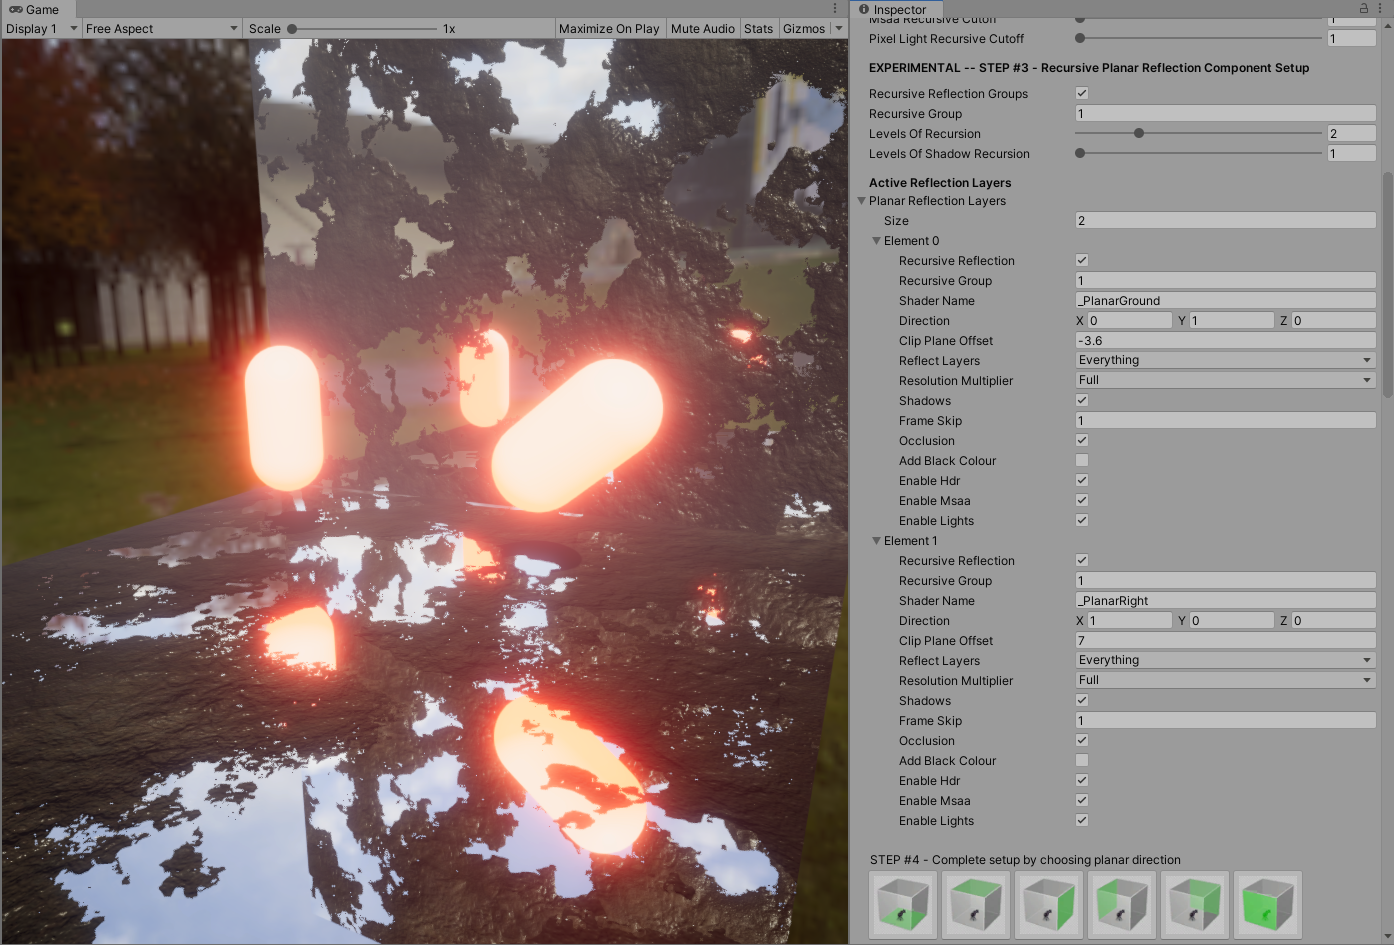 Game
Display 1
Free Aspect
Scale
1x
Maximize On Play
Mute Audio
Stats
Gizmos
Inspector
Msaa Recursive Cutoff
1
Pixel Light Recursive Cutoff
1
EXPERIMENTAL -- STEP #3 - Recursive Planar Reflection Component Setup
Recursive Reflection Groups
Recursive Group
1
Levels Of Recursion
2
Levels Of Shadow Recursion
1
Active Reflection Layers
Planar Reflection Layers
Size
2
Element 0
Recursive Reflection
Recursive Group
1
Shader Name
_PlanarGround
Direction
X 0 Y 1 Z 0
Clip Plane Offset
-3.6
Reflect Layers
Everything
Resolution Multiplier
Full
Shadows
Frame Skip
1
Occlusion
Add Black Colour
Enable Hdr
Enable Msaa
Enable Lights
Element 1
Recursive Reflection
Recursive Group
1
Shader Name
_PlanarRight
Direction
X 1 Y 0 Z 0
Clip Plane Offset
7
Reflect Layers
Everything
Resolution Multiplier
Full
Shadows
Frame Skip
1
Occlusion
Add Black Colour
Enable Hdr
Enable Msaa
Enable Lights
STEP #4 - Complete setup by choosing planar direction